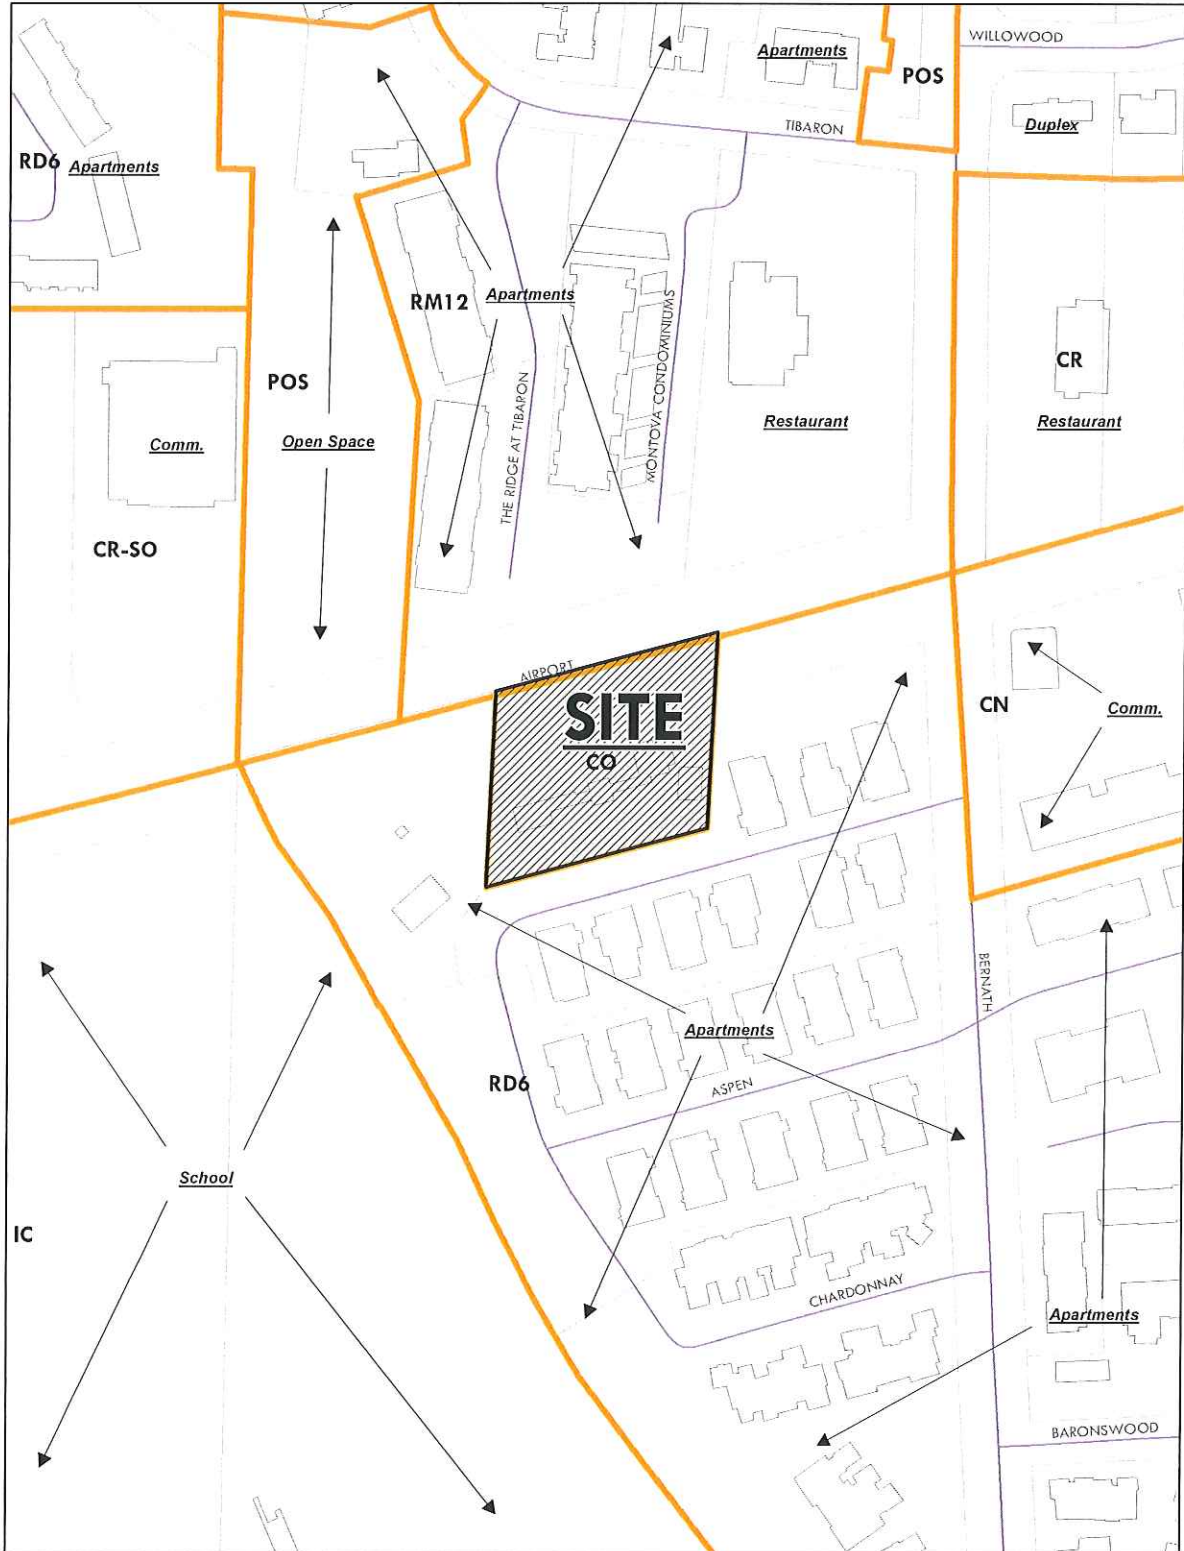 WILLOWOOD
Apartments
POS
TIBARON
Duplex
RD6
Apartments
RM12
Apartments
MONTOVA CONDOMINIUMS
THE RIDGE AT TIBARON
POS
CR
Comm.
Open Space
Restaurant
Restaurant
CR-SO
AIRPORT
SITE
CO
CN
Comm.
BERNATH
Apartments
RD6
ASPEN
School
IC
CHARDONNAY
Apartments
BARONSWOOD